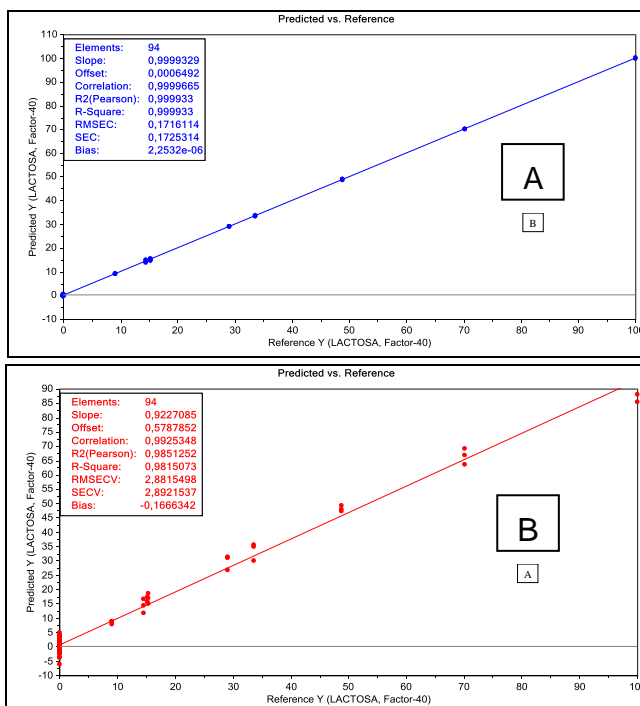 Predicted vs. Reference
Elements: 94
Slope: 0,9999329
Offset: 0,0006492
Correlation: 0,9999665
R2(Pearson): 0,999933
R-Square: 0,999933
RMSEC: 0,1716114
SEC: 0,1725314
Bias: 2,2532e-06
110
100
90
80
70
60
50
40
30
20
10
0
-10
Predicted Y (LACTOSA, Factor-40)
A
B
0 10 20 30 40 50 60 70 80 90 100
Reference Y (LACTOSA, Factor-40)
Predicted vs. Reference
Elements: 94
Slope: 0,9227085
Offset: 0,5787852
Correlation: 0,9925348
R2(Pearson): 0,9851252
R-Square: 0,9815073
RMSECV: 2,8815498
SECV: 2,8921537
Bias: -0,1666342
90
85
80
75
70
65
60
55
50
45
40
35
30
25
20
15
10
5
0
-5
-10
Predicted Y (LACTOSA, Factor-40)
B
A
0 10 20 30 40 50 60 70 80 90 100
Reference Y (LACTOSA, Factor-40)